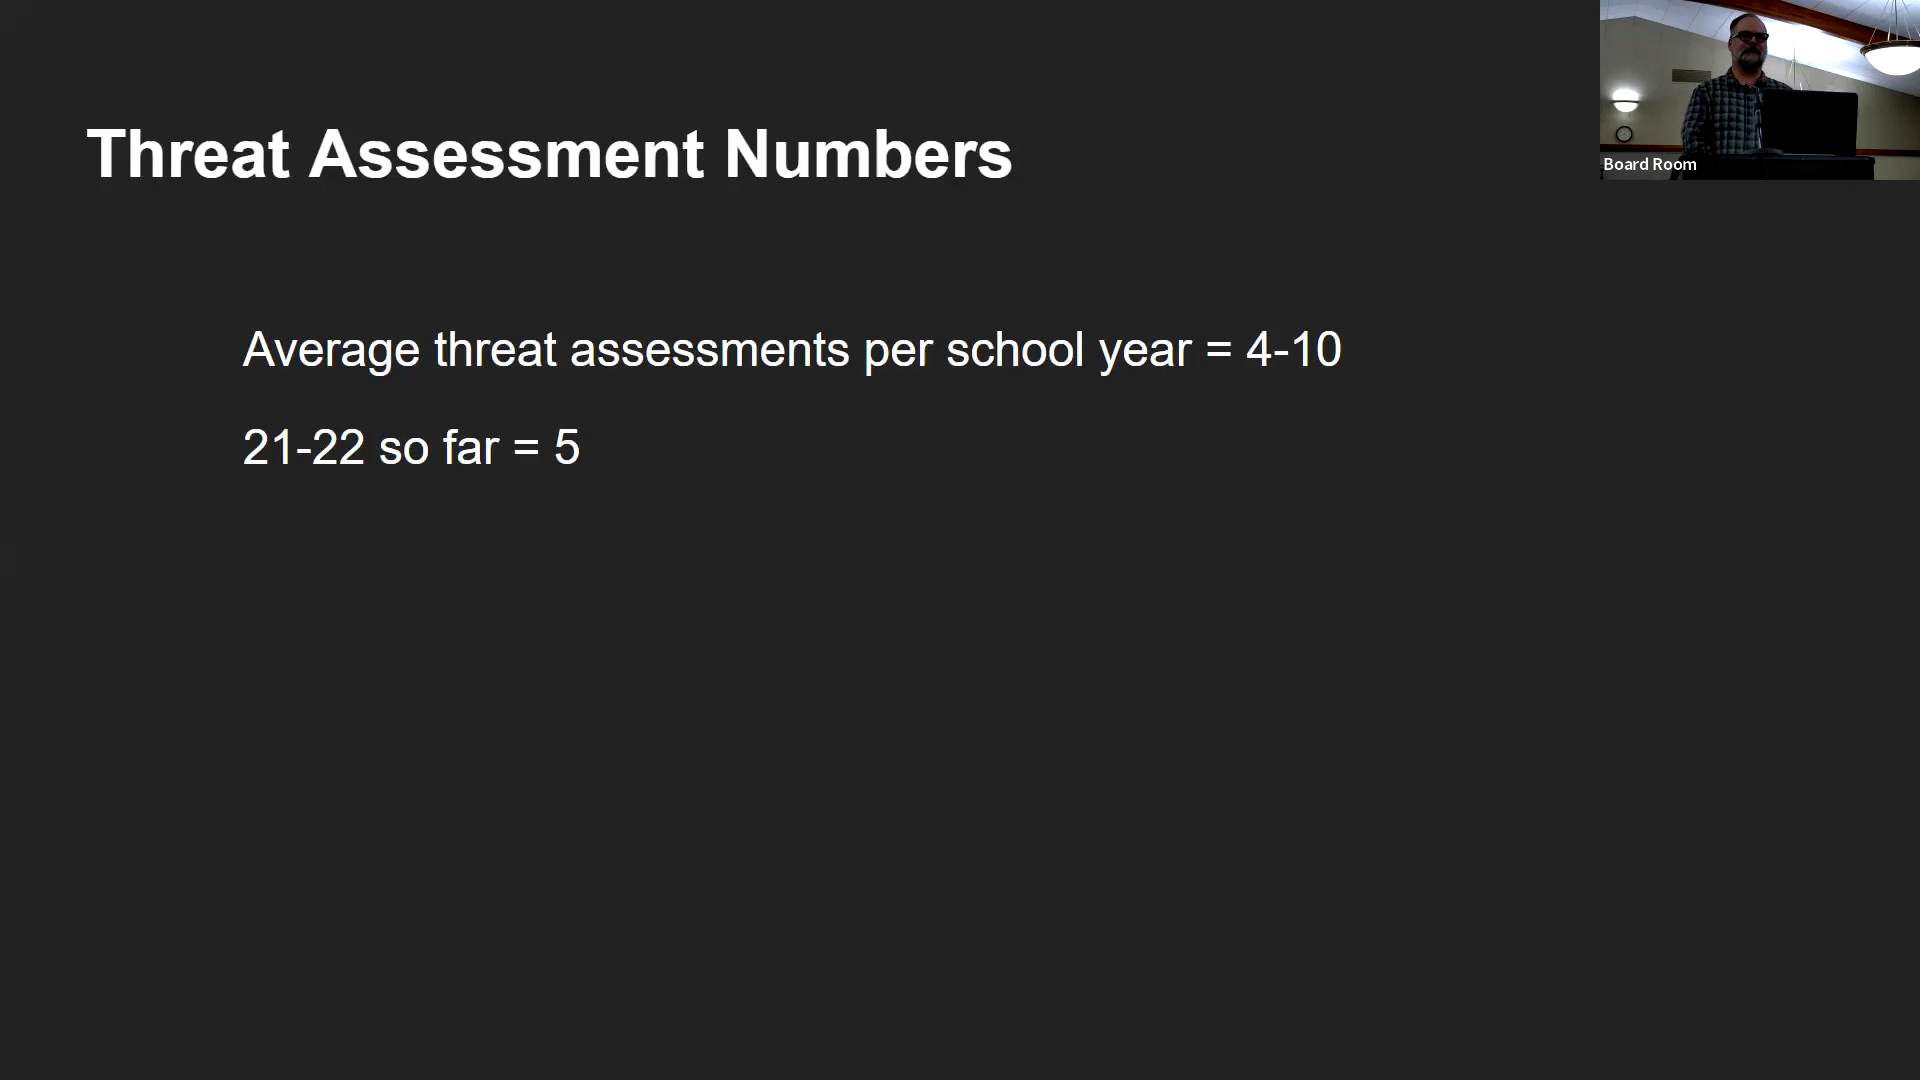 Threat Assessment Numbers
Average threat assessments per school year = 4-10
21-22 so far = 5
Board Room